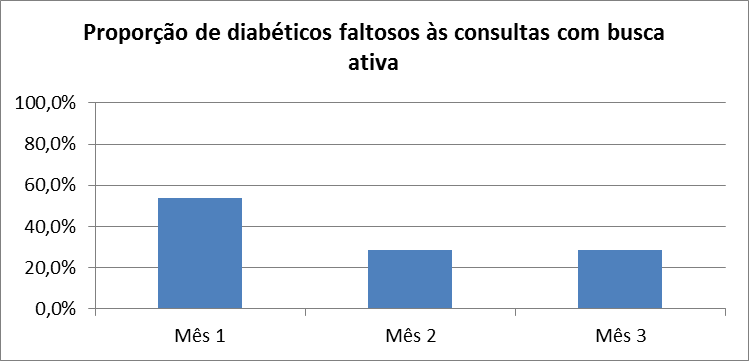 Proporção de diabéticos faltosos às consultas com busca
ativa
100,0%
80,0%
60,0%
40,0%
20,0%
0,0%
Mês 1
Mês 2
Mês 3